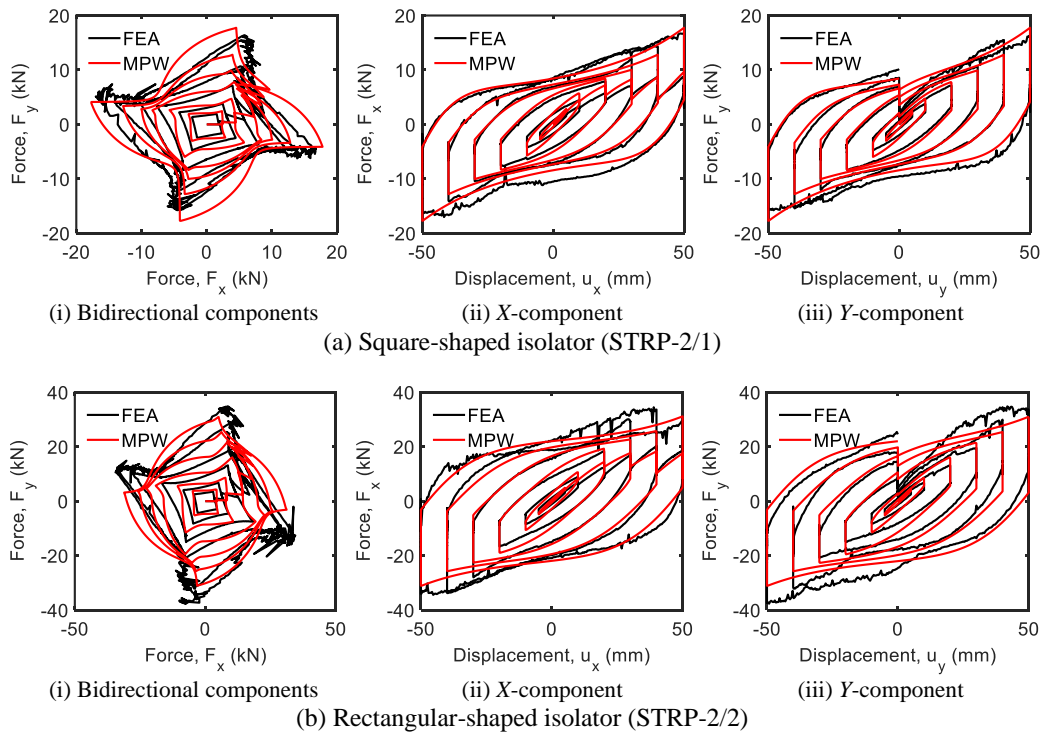 20
10
0
-10
-20
Force, F_y (kN)
FEA
MPW
-20 -10 0 10 20
Force, F_x (kN)
(i) Bidirectional components
20
10
0
-10
-20
Force, F_x (kN)
FEA
MPW
-50 0 50
Displacement, u_x (mm)
(ii) X-component
20
10
0
-10
-20
Force, F_y (kN)
FEA
MPW
-50 0 50
Displacement, u_y (mm)
(iii) Y-component
(a) Square-shaped isolator (STRP-2/1)
40
20
0
-20
-40
Force, F_y (kN)
FEA
MPW
-50 0 50
Force, F_x (kN)
(i) Bidirectional components
40
20
0
-20
-40
Force, F_x (kN)
FEA
MPW
-50 0 50
Displacement, u_x (mm)
(ii) X-component
40
20
0
-20
-40
Force, F_y (kN)
FEA
MPW
-50 0 50
Displacement, u_y (mm)
(iii) Y-component
(b) Rectangular-shaped isolator (STRP-2/2)